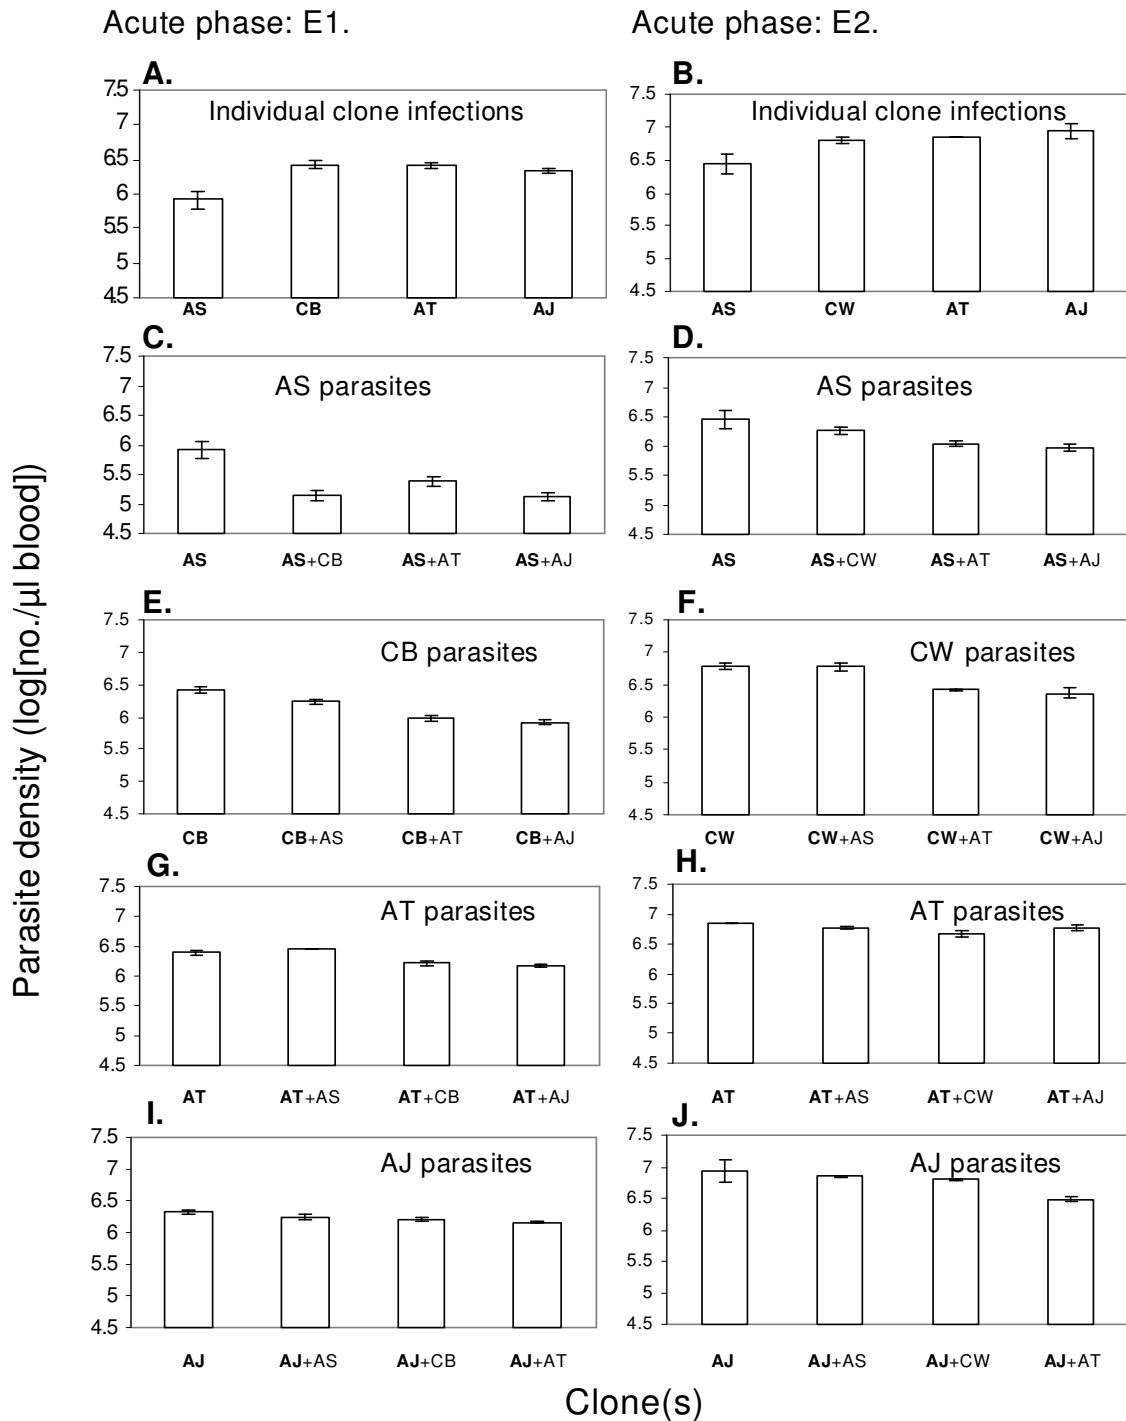 Acute phase: E1.
Acute phase: E2.
Parasite density (log[no./µl blood])
A.
Individual clone infections
7.5
7
6.5
6
5.5
5
4.5
AS CB AT AJ
B.
Individual clone infections
7.5
7
6.5
6
5.5
5
4.5
AS CW AT AJ
C.
AS parasites
7.5
7
6.5
6
5.5
5
4.5
AS AS+CB AS+AT AS+AJ
D.
AS parasites
7.5
7
6.5
6
5.5
5
4.5
AS AS+CW AS+AT AS+AJ
E.
CB parasites
7.5
7
6.5
6
5.5
5
4.5
CB CB+AS CB+AT CB+AJ
F.
CW parasites
7.5
7
6.5
6
5.5
5
4.5
CW CW+AS CW+AT CW+AJ
G.
AT parasites
7.5
7
6.5
6
5.5
5
4.5
AT AT+AS AT+CB AT+AJ
H.
AT parasites
7.5
7
6.5
6
5.5
5
4.5
AT AT+AS AT+CW AT+AJ
I.
AJ parasites
7.5
7
6.5
6
5.5
5
4.5
AJ AJ+AS AJ+CB AJ+AT
J.
AJ parasites
7.5
7
6.5
6
5.5
5
4.5
AJ AJ+AS AJ+CW AJ+AT
Clone(s)